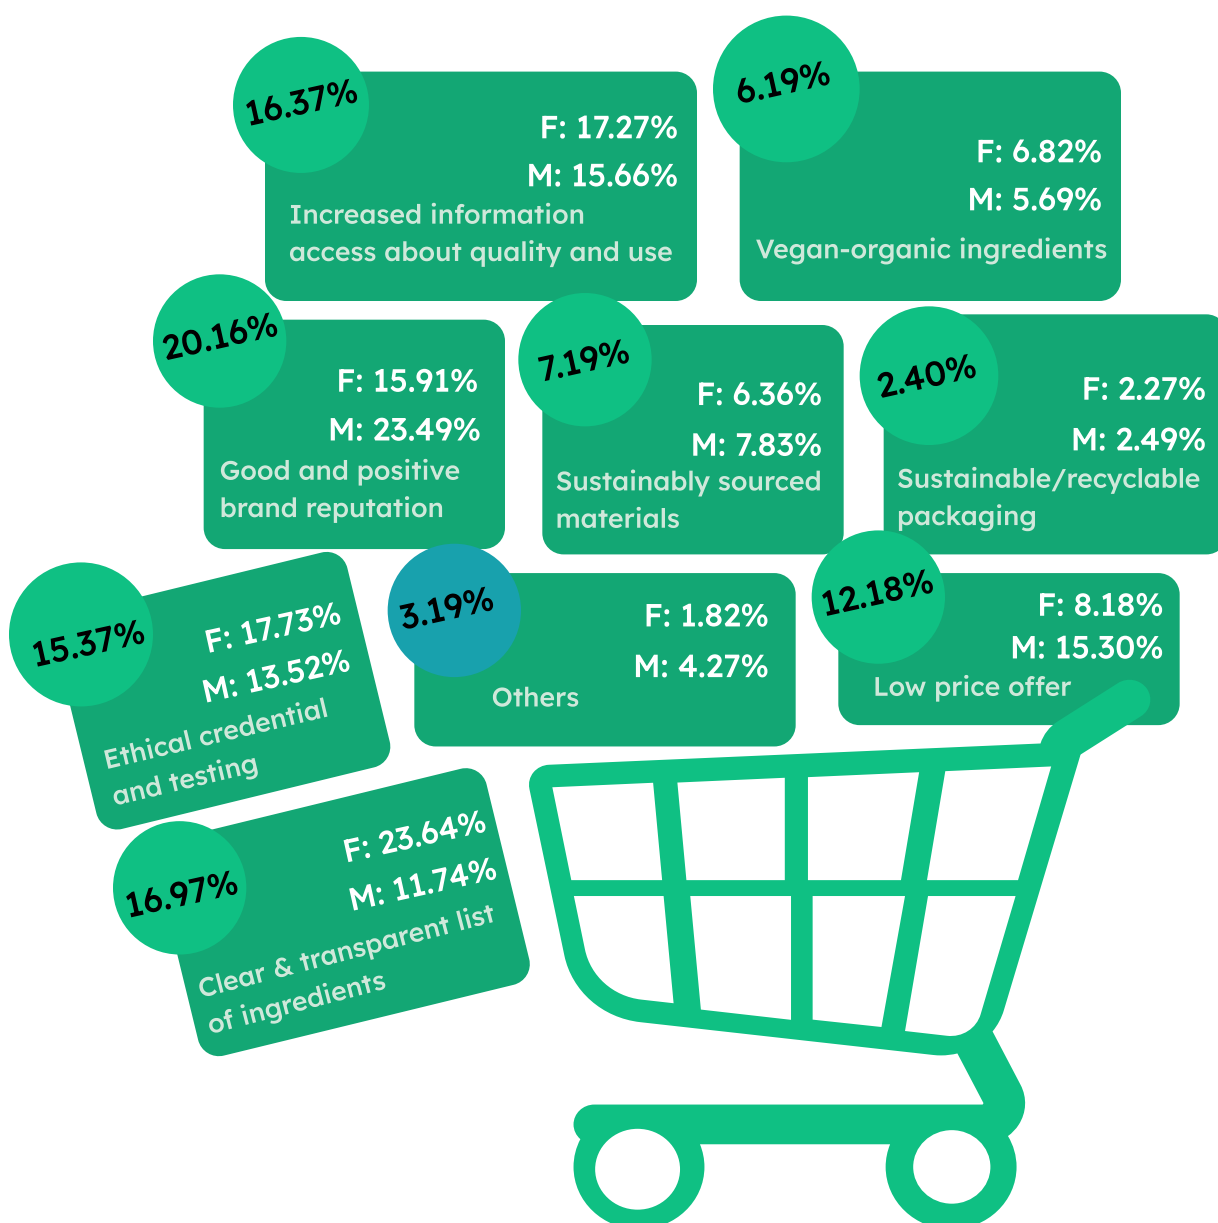 16.37%
F: 17.27%
M: 15.66%
Increased information
access about quality and use
6.19%
F: 6.82%
M: 5.69%
Vegan-organic ingredients
20.16%
F: 15.91%
M: 23.49%
Good and positive
brand reputation
7.19%
F: 6.36%
M: 7.83%
Sustainably sourced
materials
2.40%
F: 2.27%
M: 2.49%
Sustainable/recyclable
packaging
15.37%
F: 17.73%
M: 13.52%
Ethical credential
and testing
3.19%
F: 1.82%
M: 4.27%
Others
12.18%
F: 8.18%
M: 15.30%
Low price offer
16.97%
F: 23.64%
M: 11.74%
Clear & transparent list
of ingredients